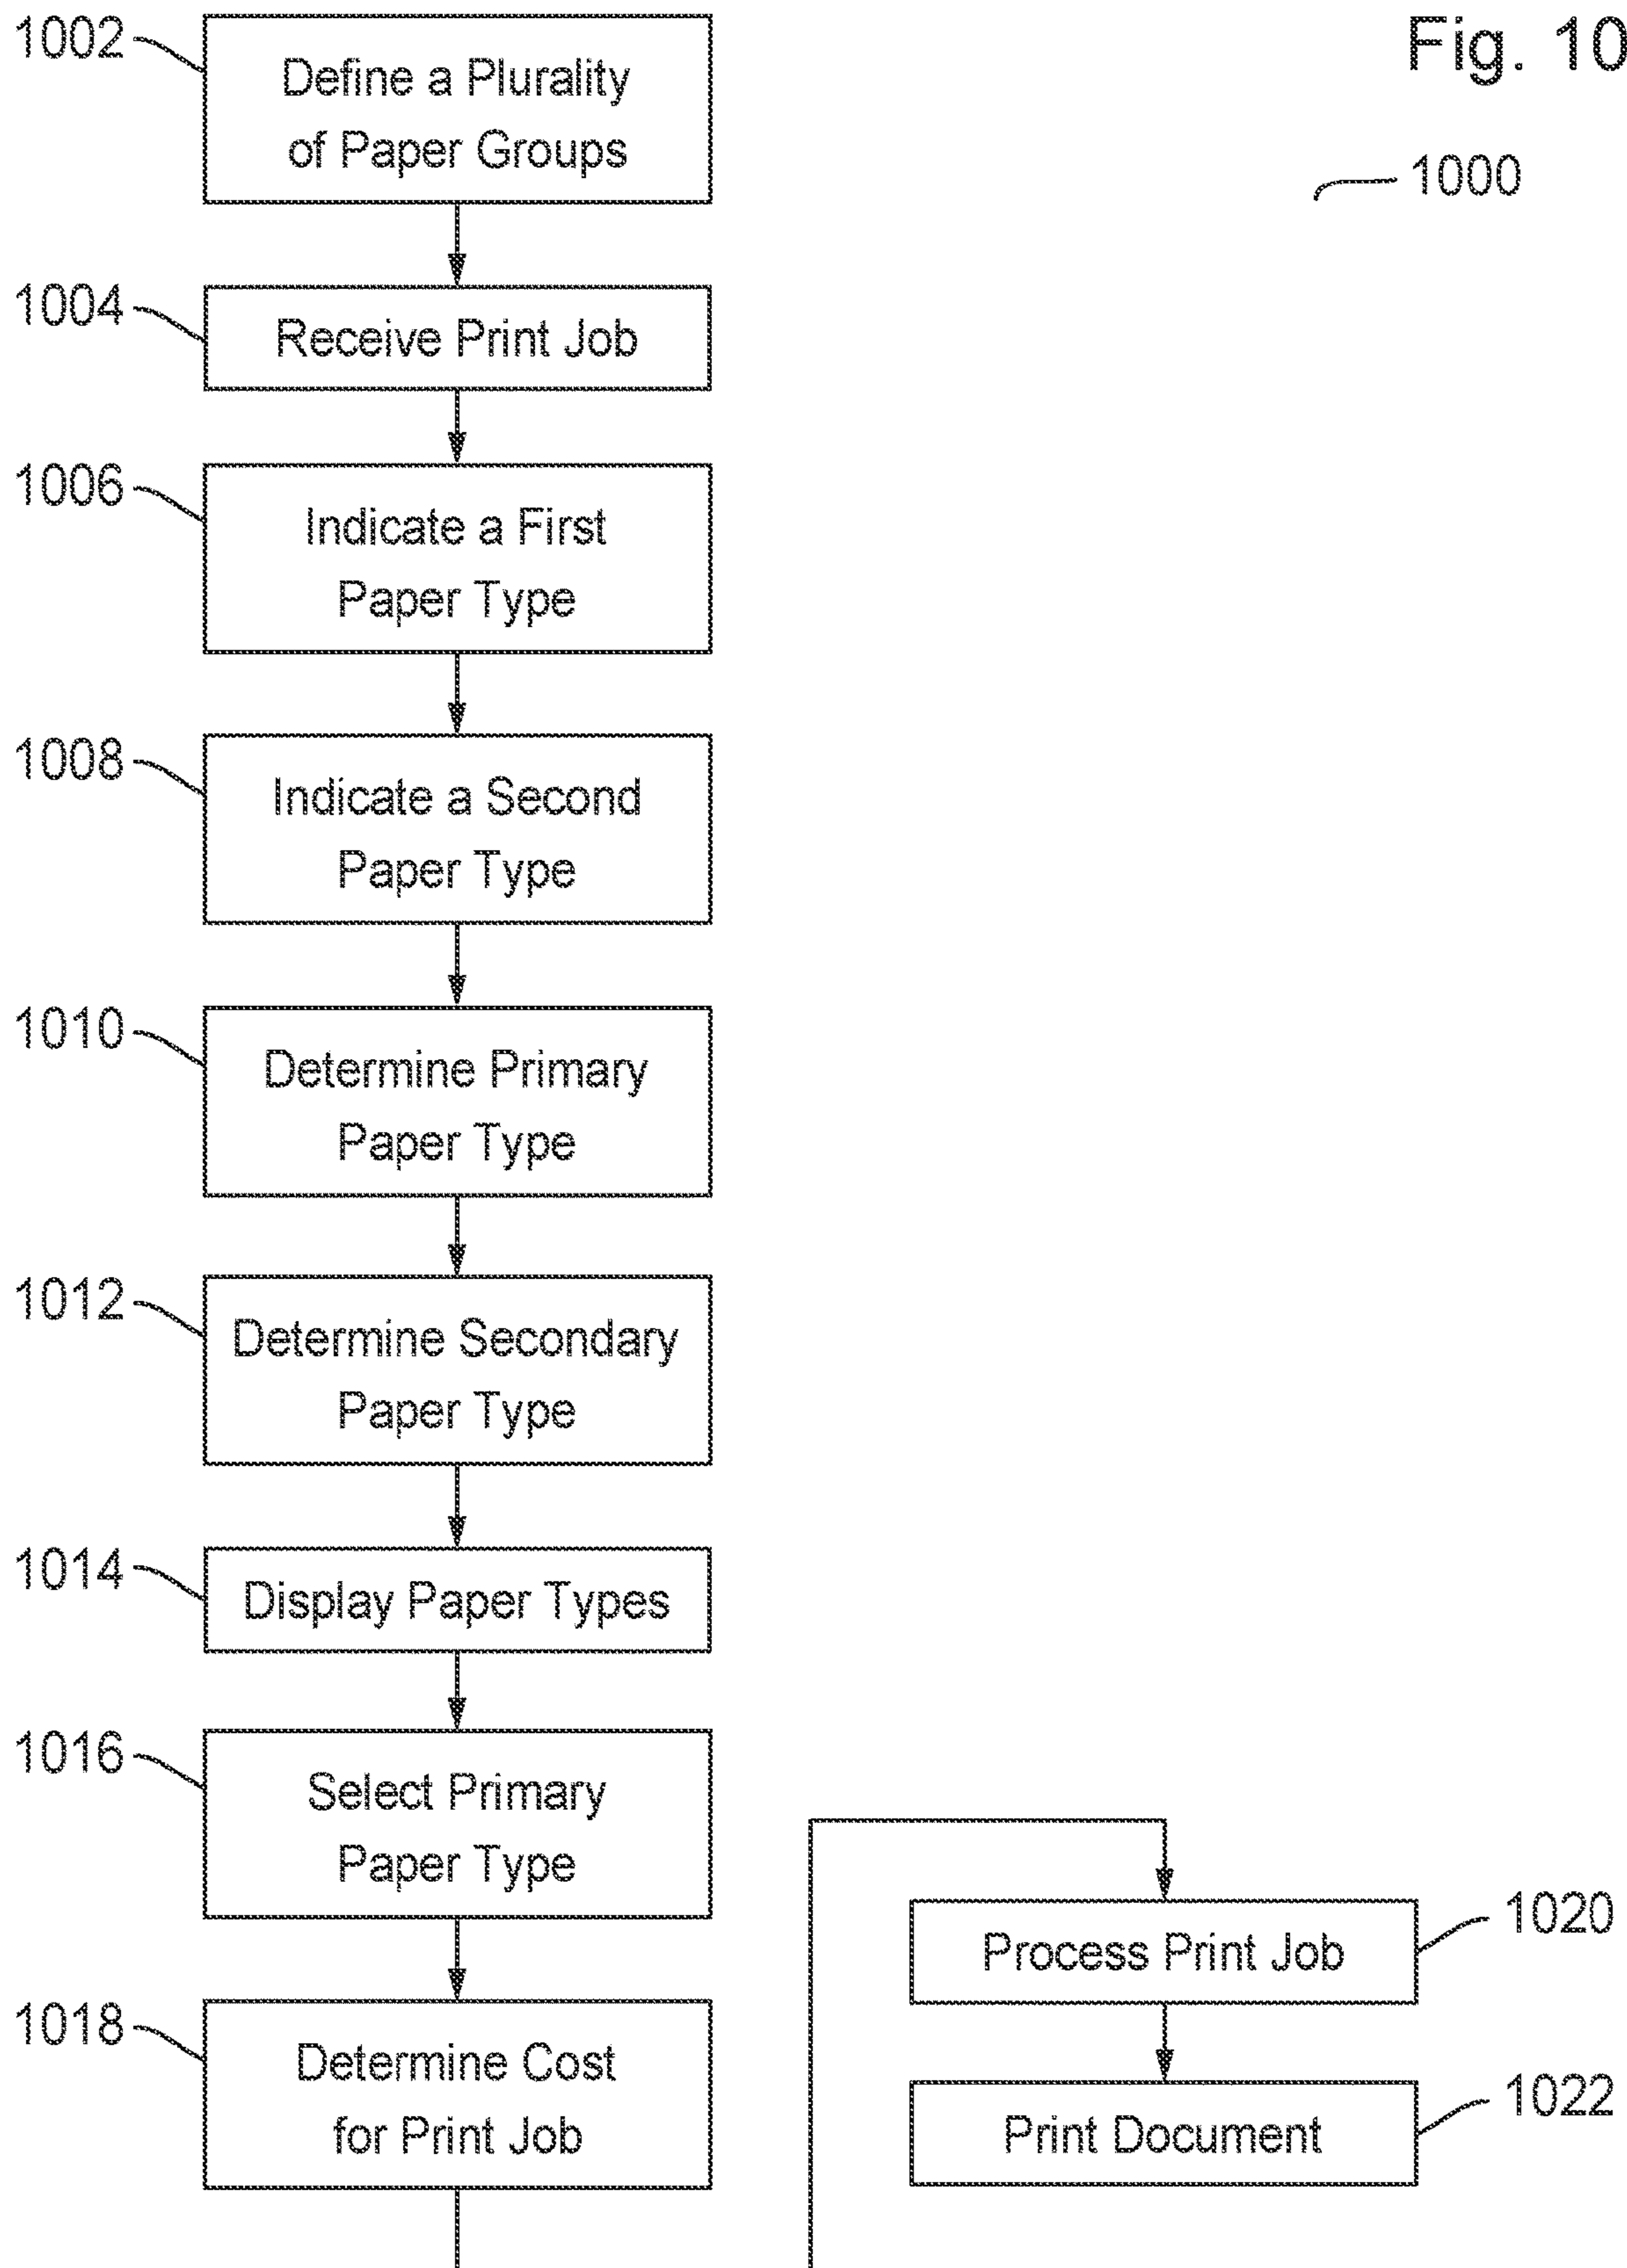 Fig. 10
1000
1002
Define a Plurality
of Paper Groups
1004
Receive Print Job
1006
Indicate a First
Paper Type
1008
Indicate a Second
Paper Type
1010
Determine Primary
Paper Type
1012
Determine Secondary
Paper Type
1014
Display Paper Types
1016
Select Primary
Paper Type
1018
Determine Cost
for Print Job
1020
Process Print Job
1022
Print Document